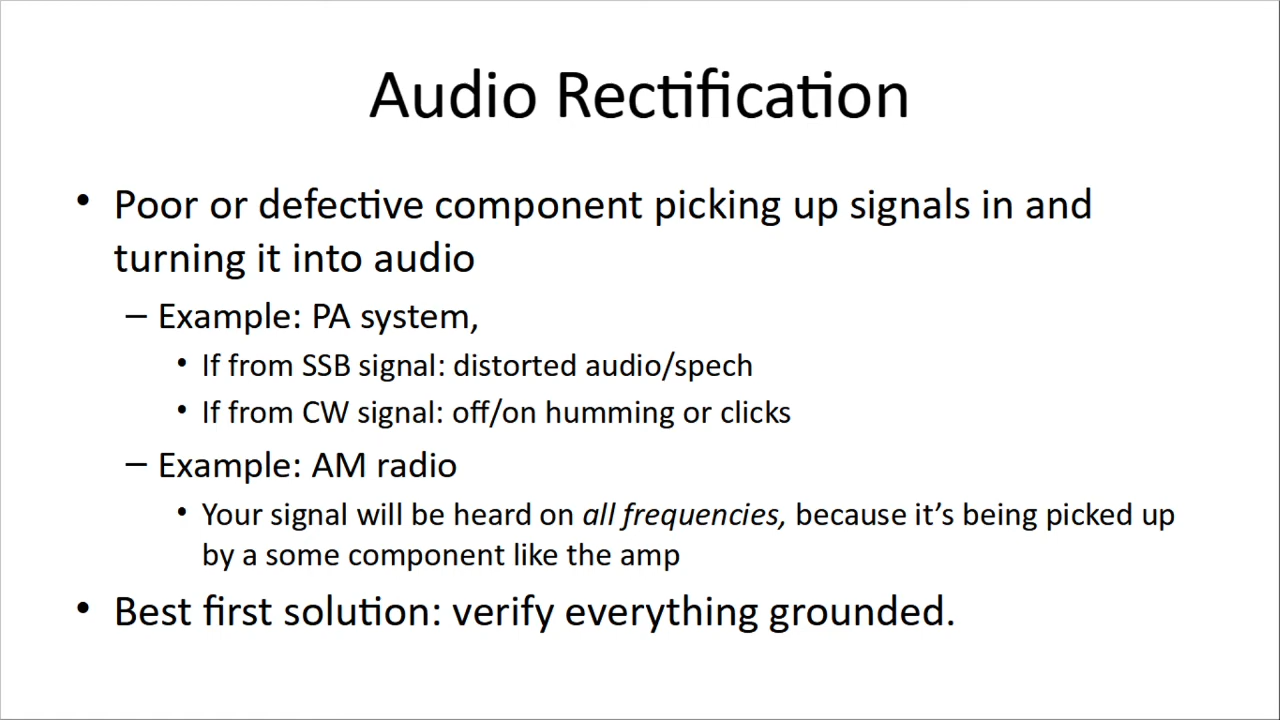 Audio Rectification
• Poor or defective component picking up signals in and
turning it into audio
– Example: PA system,
• If from SSB signal: distorted audio/spech
• If from CW signal: off/on humming or clicks
– Example: AM radio
• Your signal will be heard on all frequencies, because it’s being picked up
by a some component like the amp
• Best first solution: verify everything grounded.